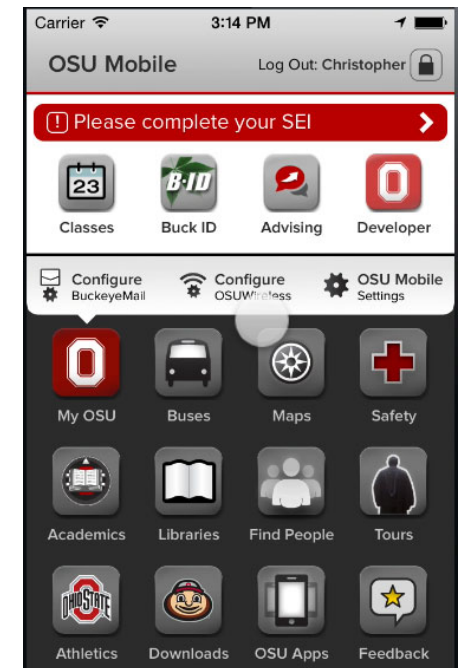 Carrier 3:14 PM
OSU Mobile Log Out: Christopher
! Please complete your SEI
23 B·ID O
Classes Buck ID Advising Developer
Configure Configure OSU Mobile
BuckeyeMail OSUWireless Settings
O
My OSU Buses Maps Safety
Academics Libraries Find People Tours
OHIO STATE
Athletics Downloads OSU Apps Feedback